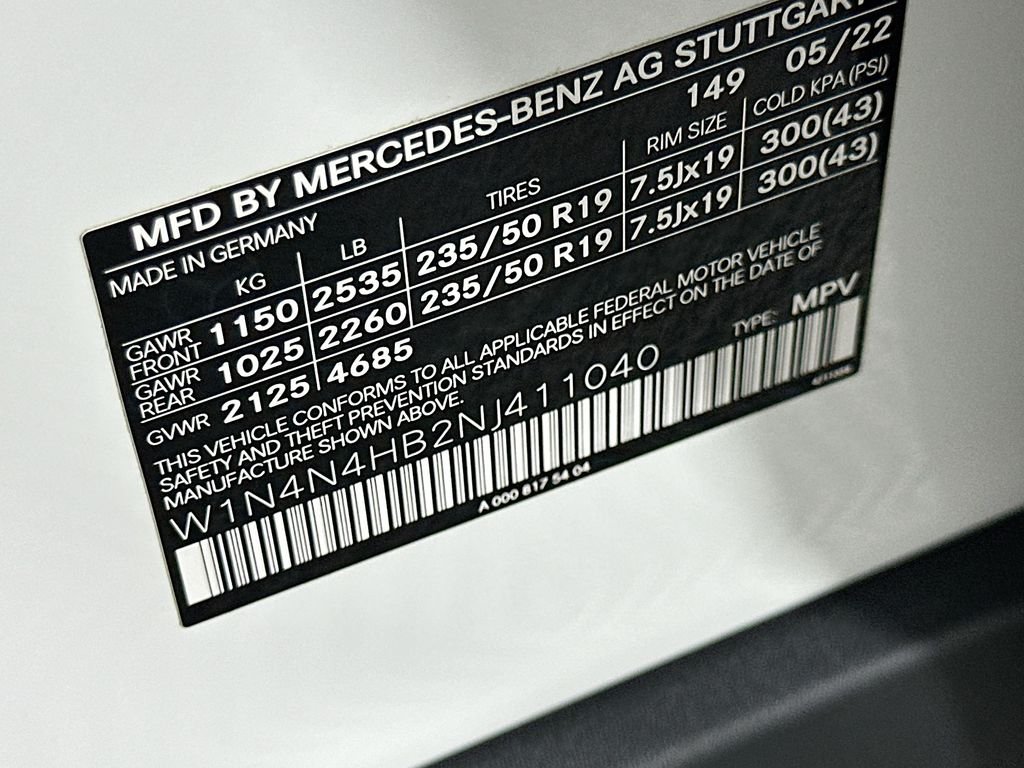 MFD BY MERCEDES-BENZ AG STUTTGART
MADE IN GERMANY 149 05/22
KG LB TIRES RIM SIZE COLD KPA (PSI)
GAWR FRONT 1150 2535 235/50 R19 7.5Jx19 300(43)
GAWR REAR 1025 2260 235/50 R19 7.5Jx19 300(43)
GVWR 2125 4685
THIS VEHICLE CONFORMS TO ALL APPLICABLE FEDERAL MOTOR VEHICLE
SAFETY AND THEFT PREVENTION STANDARDS IN EFFECT ON THE DATE OF
MANUFACTURE SHOWN ABOVE.
W1N4N4HB2NJ411040 TYPE: MPV
A 000 817 54 04